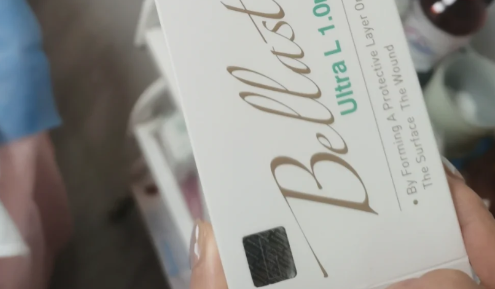 Bellast
Ultra L 1.0
• By Forming A Protective Layer O
The Surface The Wound